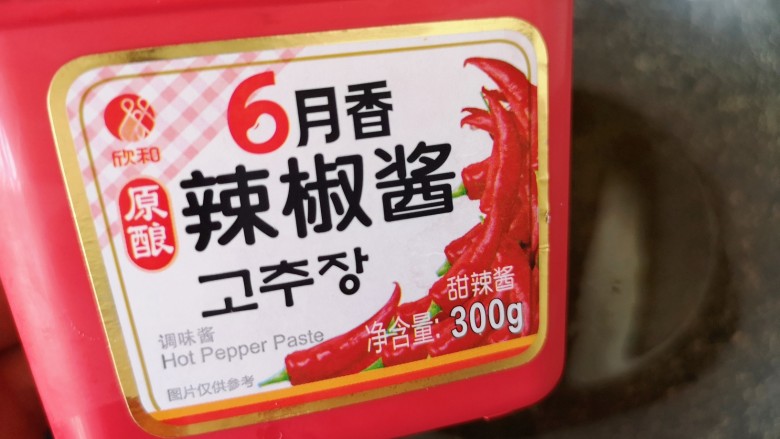 欣和
6月香
原酿
辣椒酱
고추장
甜辣酱
调味酱
净含量: 300g
Hot Pepper Paste
图片仅供参考